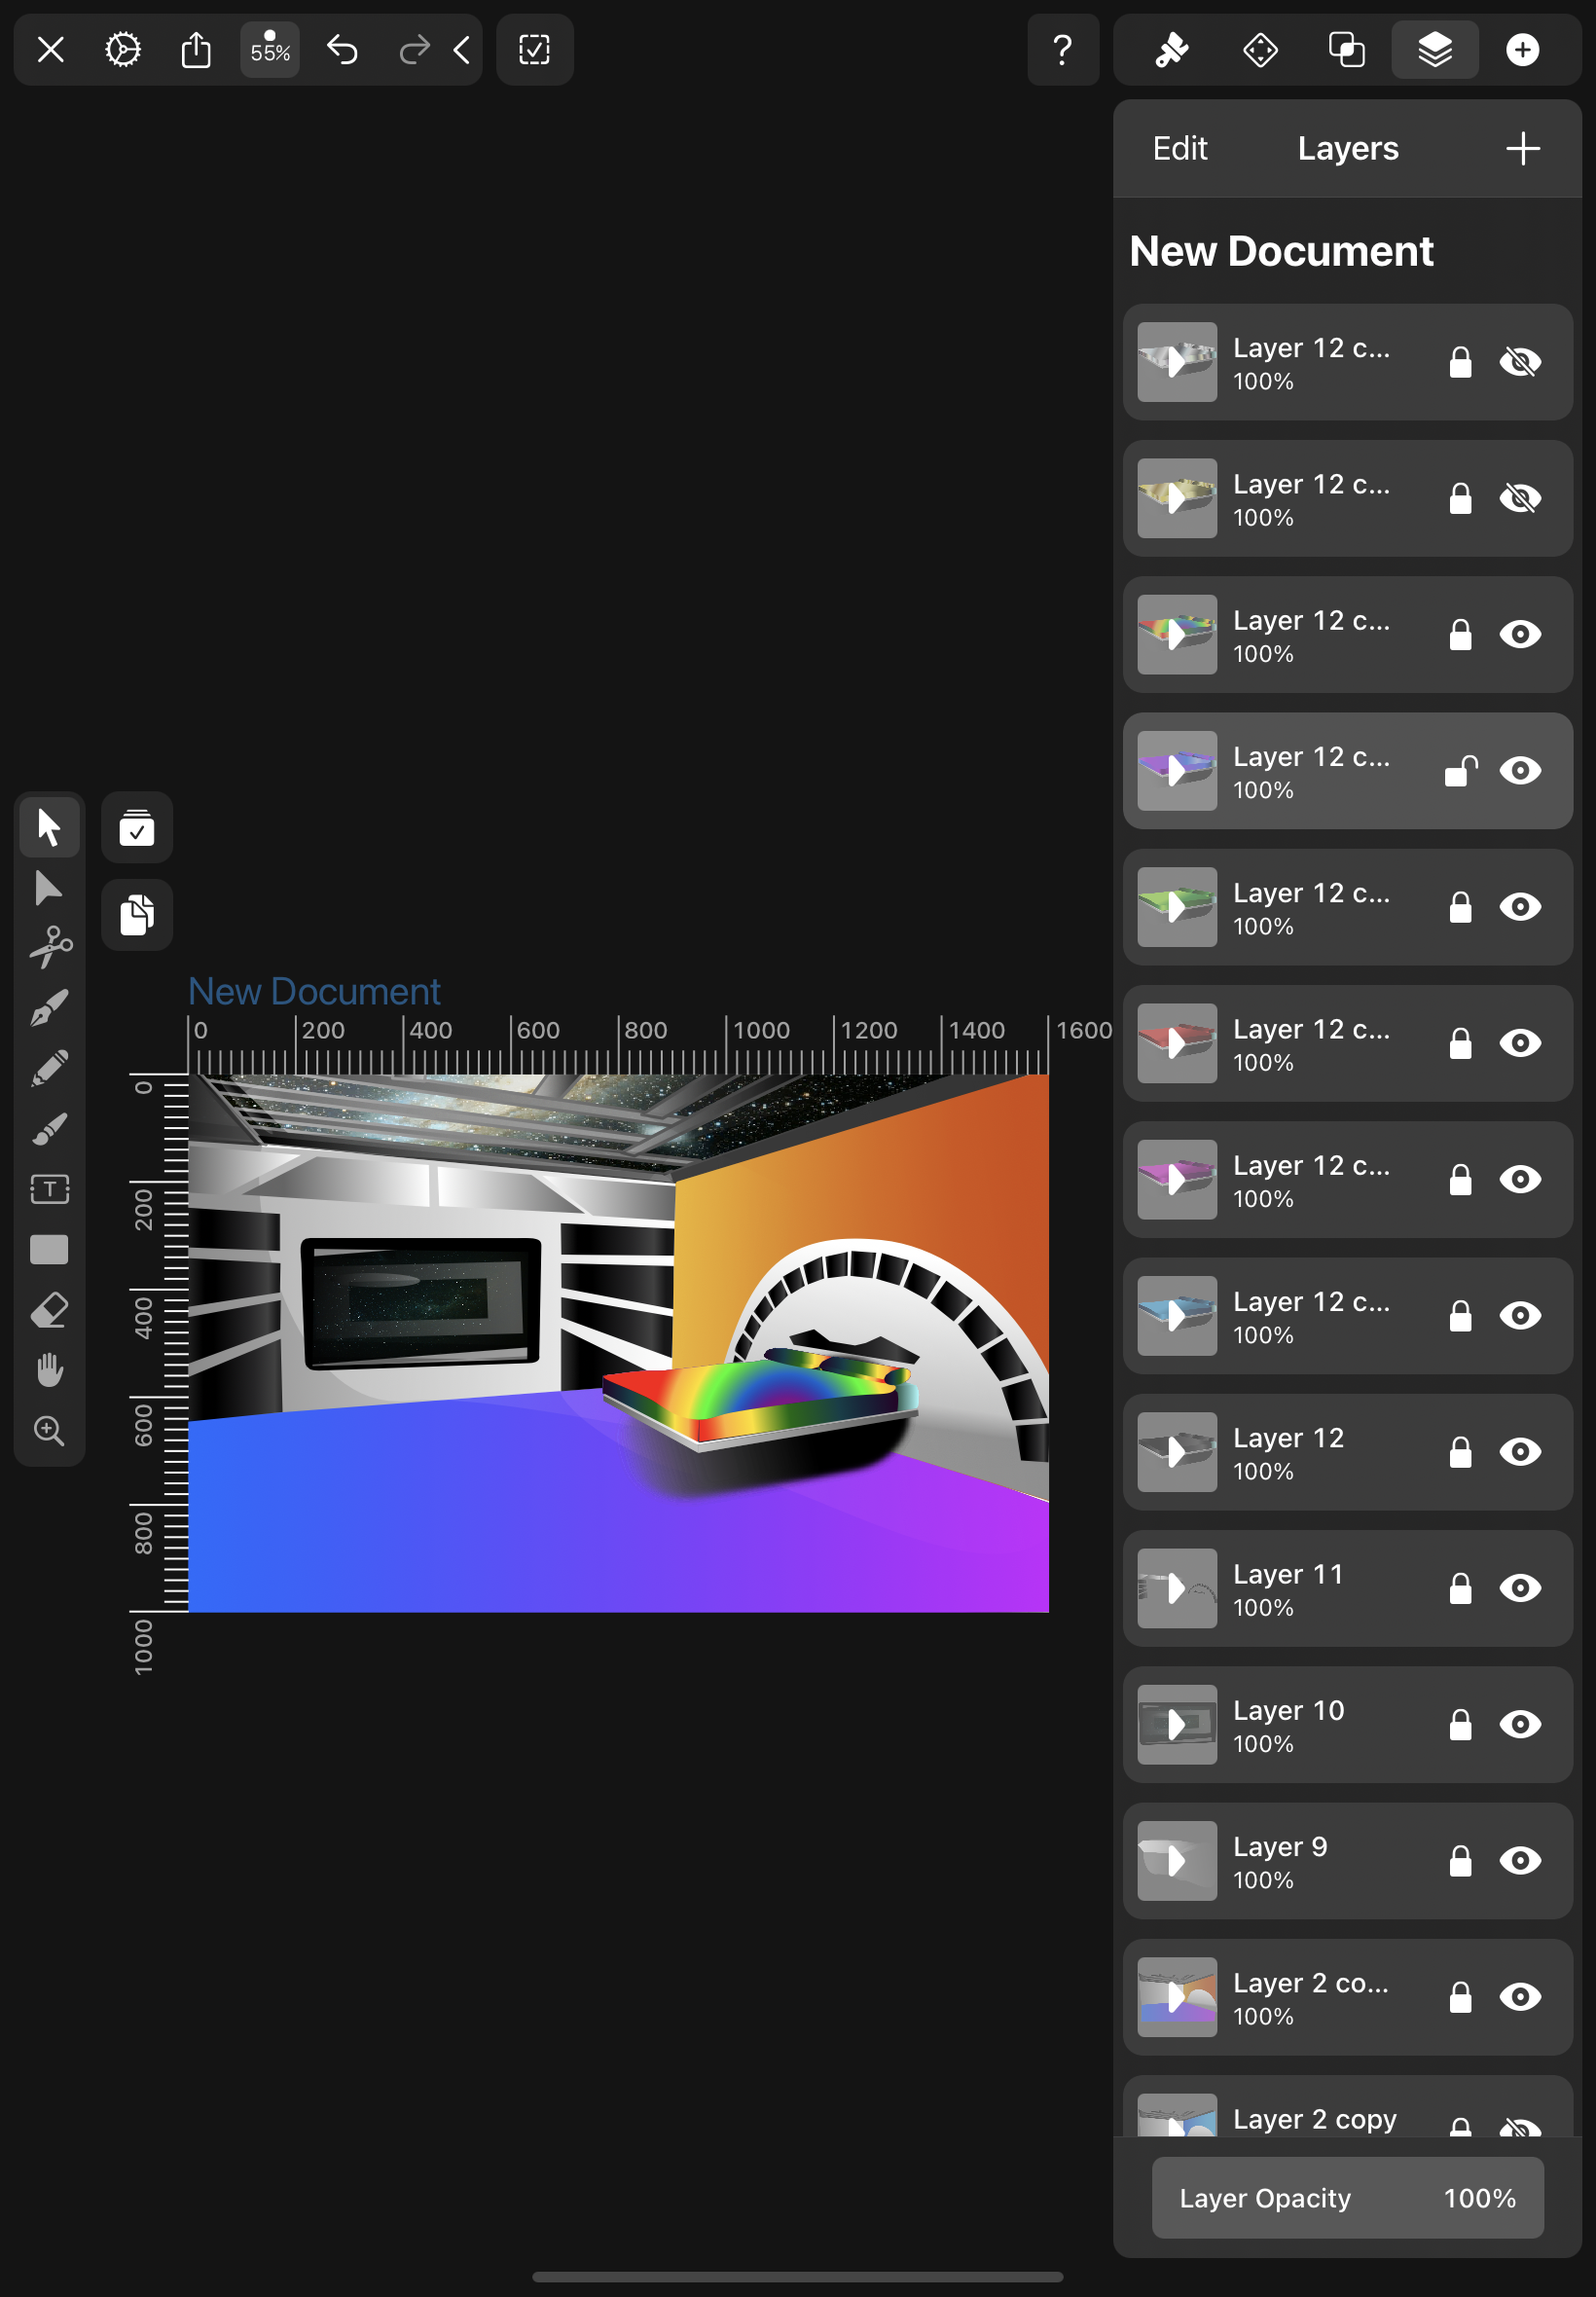 55%
?
Edit
Layers
New Document
Layer 12 c...
100%
Layer 12 c...
100%
Layer 12 c...
100%
Layer 12 c...
100%
Layer 12 c...
100%
Layer 12 c...
100%
Layer 12 c...
100%
Layer 12 c...
100%
Layer 12
100%
Layer 11
100%
Layer 10
100%
Layer 9
100%
Layer 2 co...
100%
Layer 2 copy
Layer Opacity 100%
T
New Document
0 200 400 600 800 1000 1200 1400 1600
0
200
400
600
800
1000